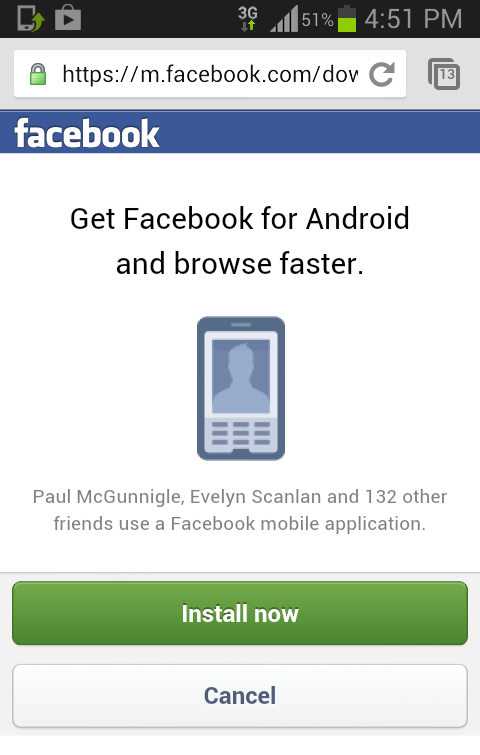 3G 51% 4:51 PM
https://m.facebook.com/dow 13
facebook
Get Facebook for Android
and browse faster.
Paul McGunnigle, Evelyn Scanlan and 132 other
friends use a Facebook mobile application.
Install now
Cancel